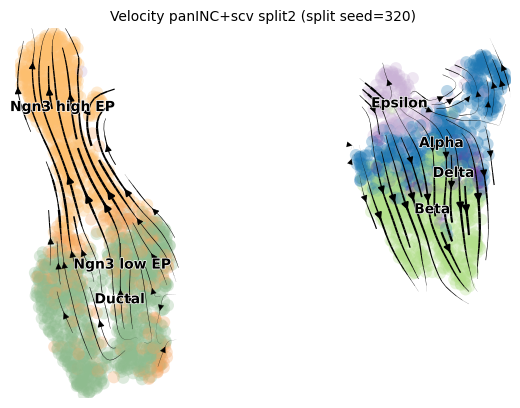 Velocity panINC+scv split2 (split seed=320)
Ngn3 high EP
Epsilon
Alpha
Delta
Beta
Ngn3 low EP
Ductal